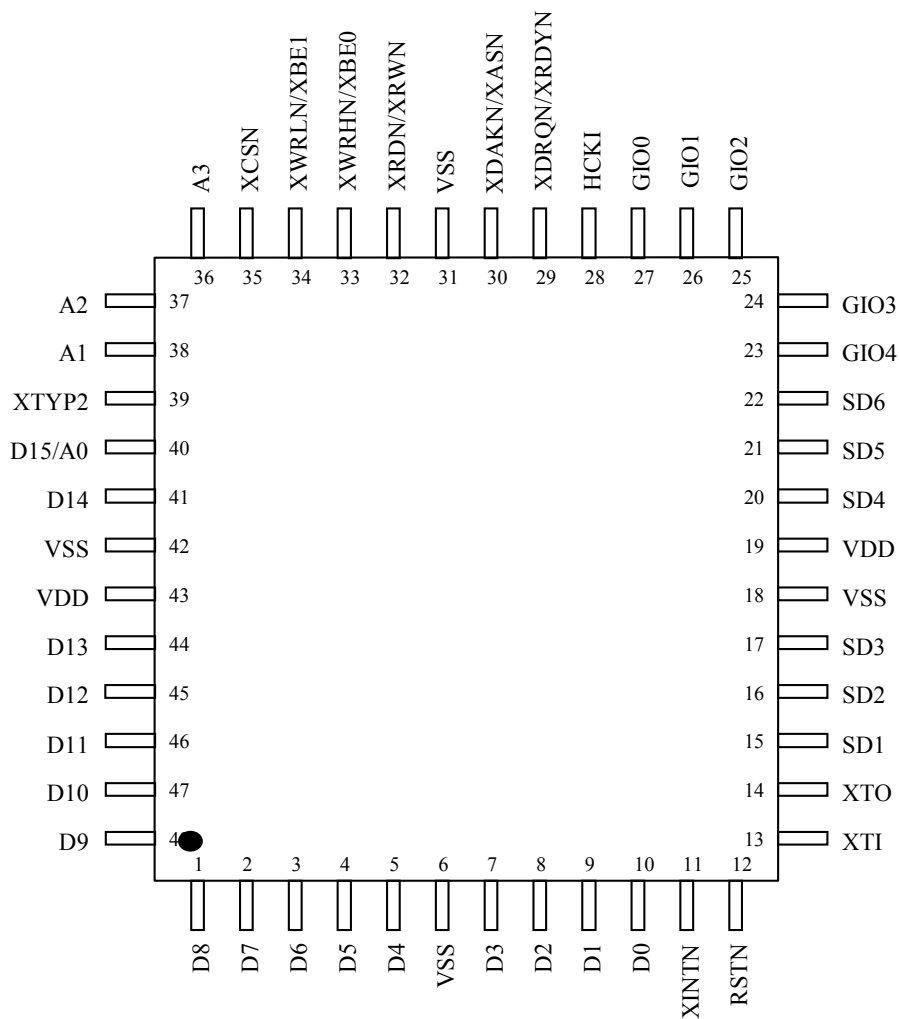 A3 XCSN XWRLN/XBE1 XWRHN/XBE0 XRDN/XRWN VSS XDAKN/XASN XDRQN/XRDYN HCKI GIO0 GIO1 GIO2
36 35 34 33 32 31 30 29 28 27 26 25
A2 37 24 GIO3
A1 38 23 GIO4
XTYP2 39 22 SD6
D15/A0 40 21 SD5
D14 41 20 SD4
VSS 42 19 VDD
VDD 43 18 VSS
D13 44 17 SD3
D12 45 16 SD2
D11 46 15 SD1
D10 47 14 XTO
D9 13 XTI
1 2 3 4 5 6 7 8 9 10 11 12
D8 D7 D6 D5 D4 VSS D3 D2 D1 D0 XINTN RSTN